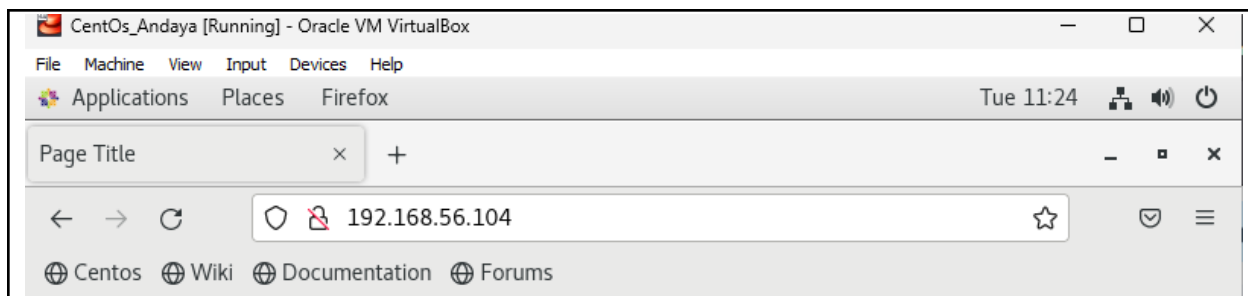 CentOs_Andaya [Running] - Oracle VM VirtualBox
File Machine View Input Devices Help
Applications Places Firefox Tue 11:24
Page Title
192.168.56.104
Centos Wiki Documentation Forums